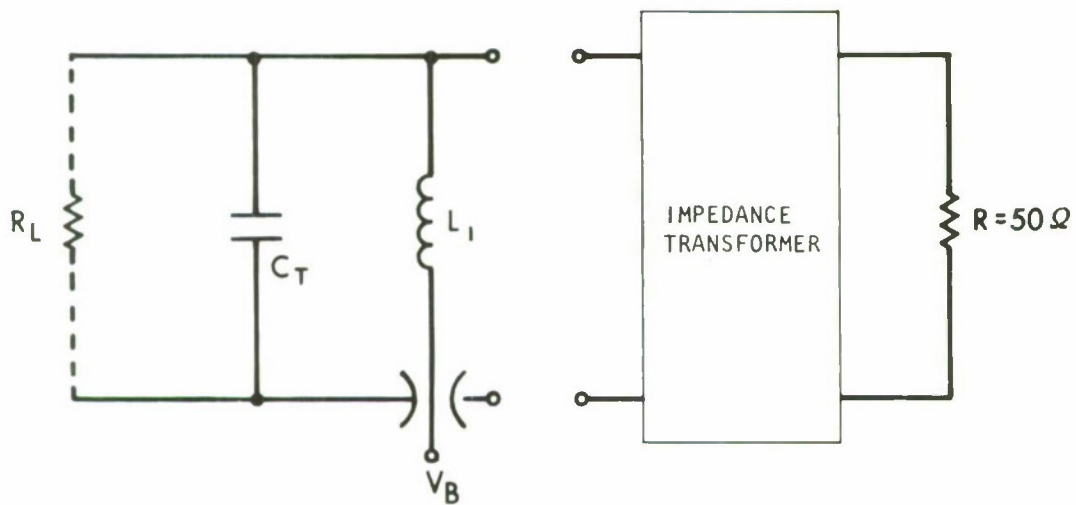 R_L
C_T
L_1
V_B
IMPEDANCE
TRANSFORMER
R = 50 Ω